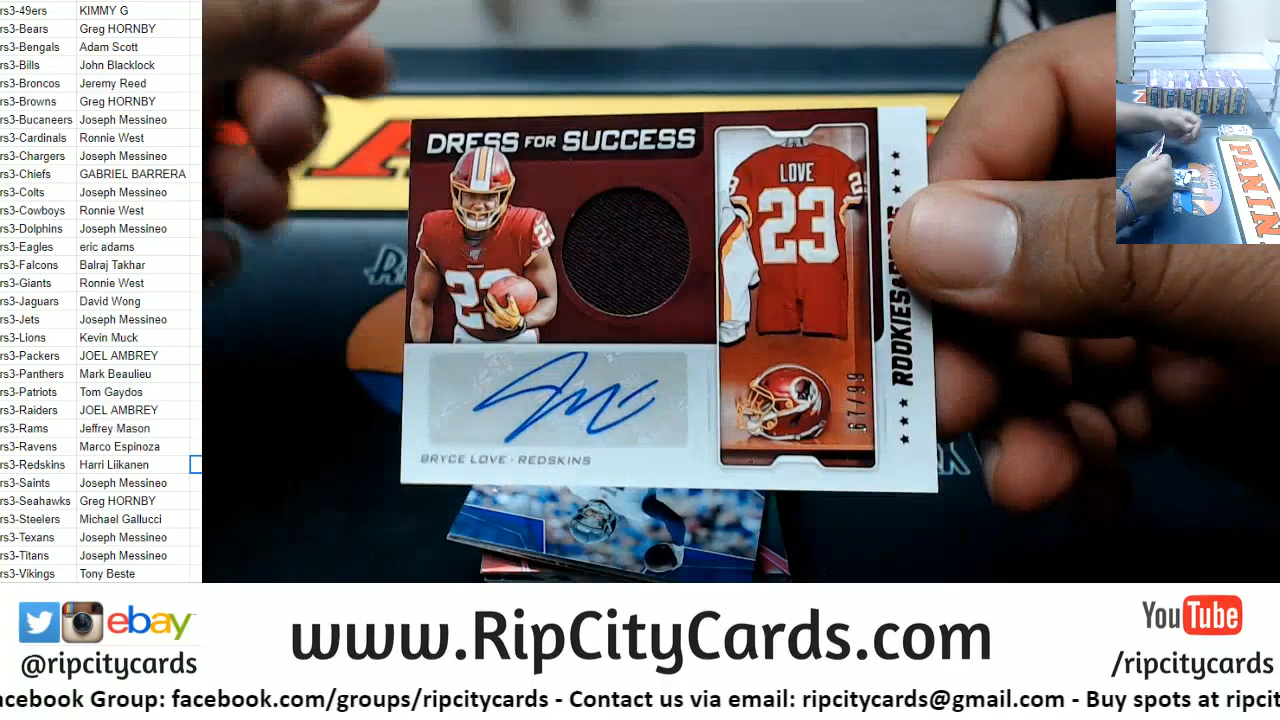 rs3-49ers KIMMY G
rs3-Bears Greg HORNBY
rs3-Bengals Adam Scott
rs3-Bills John Blacklock
rs3-Broncos Jeremy Reed
rs3-Browns Greg HORNBY
rs3-Bucaneers Joseph Messineo
rs3-Cardinals Ronnie West
rs3-Chargers Joseph Messineo
rs3-Chiefs GABRIEL BARRERA
rs3-Colts Joseph Messineo
rs3-Cowboys Ronnie West
rs3-Dolphins Joseph Messineo
rs3-Eagles eric adams
rs3-Falcons Balraj Takhar
rs3-Giants Ronnie West
rs3-Jaguars David Wong
rs3-Jets Joseph Messineo
rs3-Lions Kevin Muck
rs3-Packers JOEL AMBREY
rs3-Panthers Mark Beaulieu
rs3-Patriots Tom Gaydos
rs3-Raiders JOEL AMBREY
rs3-Rams Jeffrey Mason
rs3-Ravens Marco Espinoza
rs3-Redskins Harri Liikanen
rs3-Saints Joseph Messineo
rs3-Seahawks Greg HORNBY
rs3-Steelers Michael Gallucci
rs3-Texans Joseph Messineo
rs3-Titans Joseph Messineo
rs3-Vikings Tony Beste
DRESS FOR SUCCESS
LOVE
23
23
BRYCE LOVE · REDSKINS
67/99
PANIN
ebay
@ripcitycards
www.RipCityCards.com
YouTube
/ripcitycards
acebook Group: facebook.com/groups/ripcitycards - Contact us via email: ripcitycards@gmail.com - Buy spots at ripcit